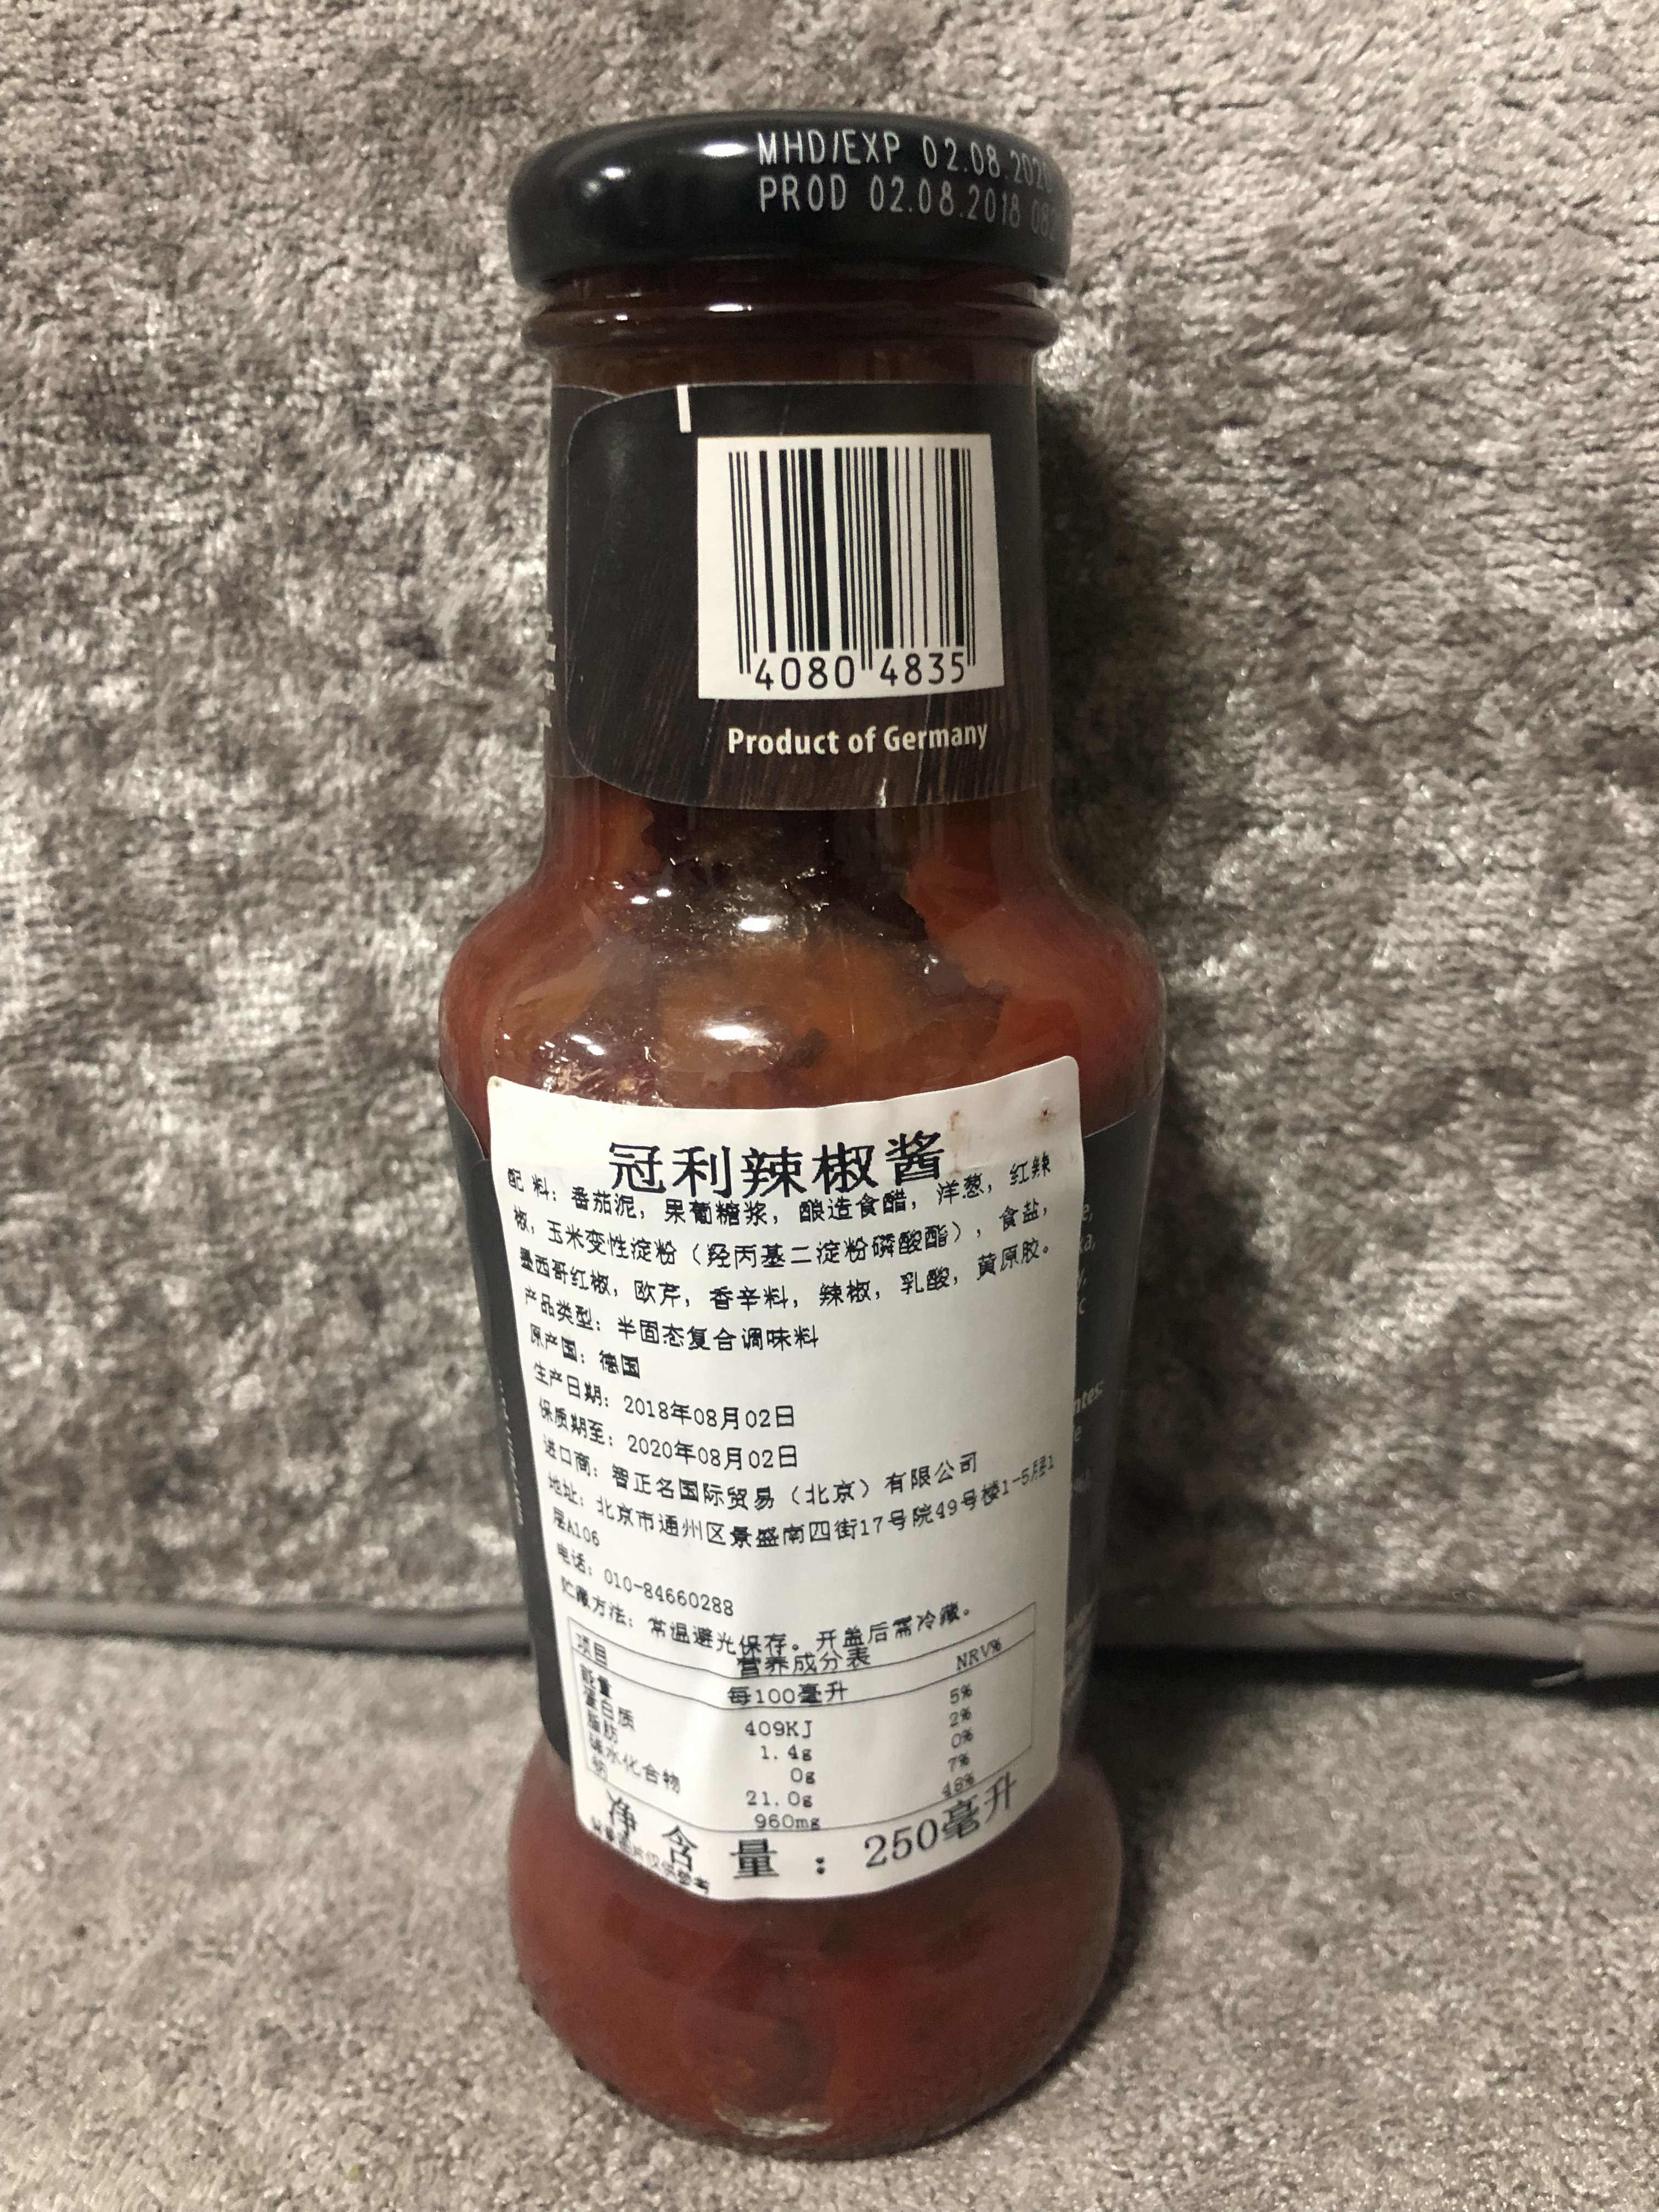 MHD/EXP 02.08.2020
PROD 02.08.2018
4080 4835
Product of Germany
冠利辣椒酱
配 料：番茄泥，果葡糖浆，酿造食醋，洋葱，红辣
椒，玉米变性淀粉（羟丙基二淀粉磷酸酯），食盐，
墨西哥红椒，欧芹，香辛料，辣椒，乳酸，黄原胶。
产品类型：半固态复合调味料
原产国：德国
生产日期：2018年08月02日
保质期至：2020年08月02日
进口商：智正名国际贸易（北京）有限公司
地址：北京市通州区景盛南四街17号院49号楼1-5层1
层A106
电话：010-84660288
贮藏方法：常温避光保存。开盖后需冷藏。
营养成分表
项目 每100毫升 NRV%
能量 409KJ 5%
蛋白质 1.4g 2%
脂肪 0g 0%
碳水化合物 21.0g 7%
钠 960mg 48%
净 含 量 ：250毫升